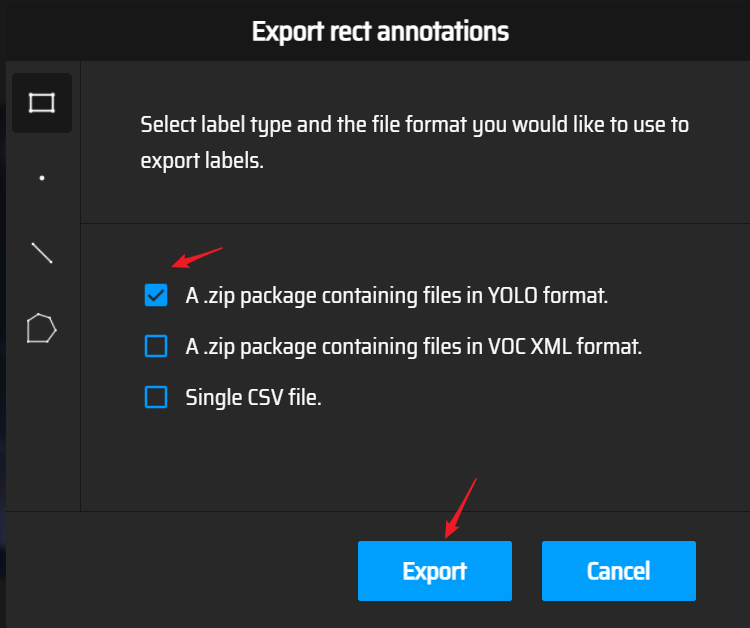 Export rect annotations
Select label type and the file format you would like to use to
export labels.
A .zip package containing files in YOLO format.
A .zip package containing files in VOC XML format.
Single CSV file.
Export
Cancel